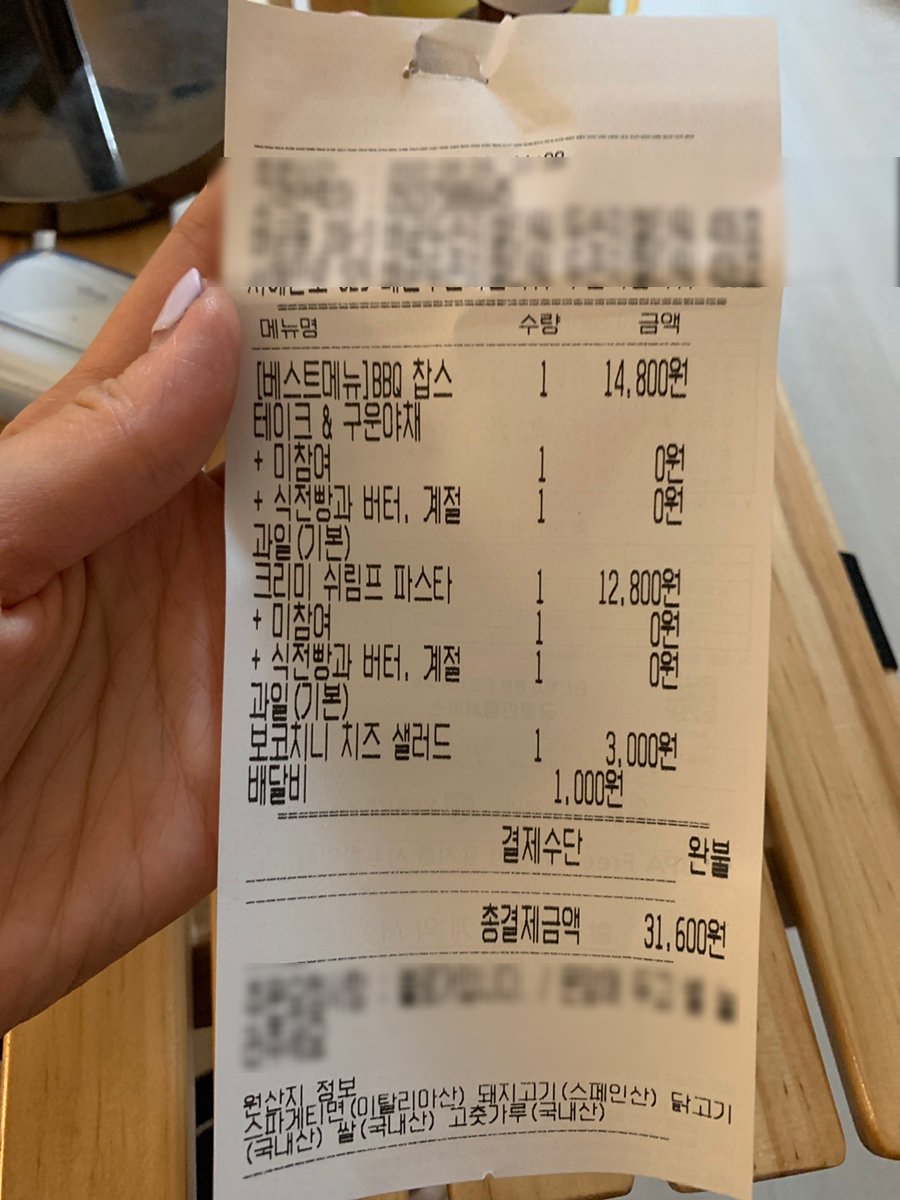 메뉴명 수량 금액
[베스트메뉴]BBQ 찹스 1 14,800원
테이크 & 구운야채
+ 미참여 1 0원
+ 식전빵과 버터, 계절 1 0원
과일(기본)
크리미 쉬림프 파스타 1 12,800원
+ 미참여 1 0원
+ 식전빵과 버터, 계절 1 0원
과일(기본)
보코치니 치즈 샐러드 1 3,000원
배달비 1,000원
결제수단 완불
총결제금액 31,600원
원산지 정보
스파게티면(이탈리아산) 돼지고기(스페인산) 닭고기
(국내산) 쌀(국내산) 고춧가루(국내산)